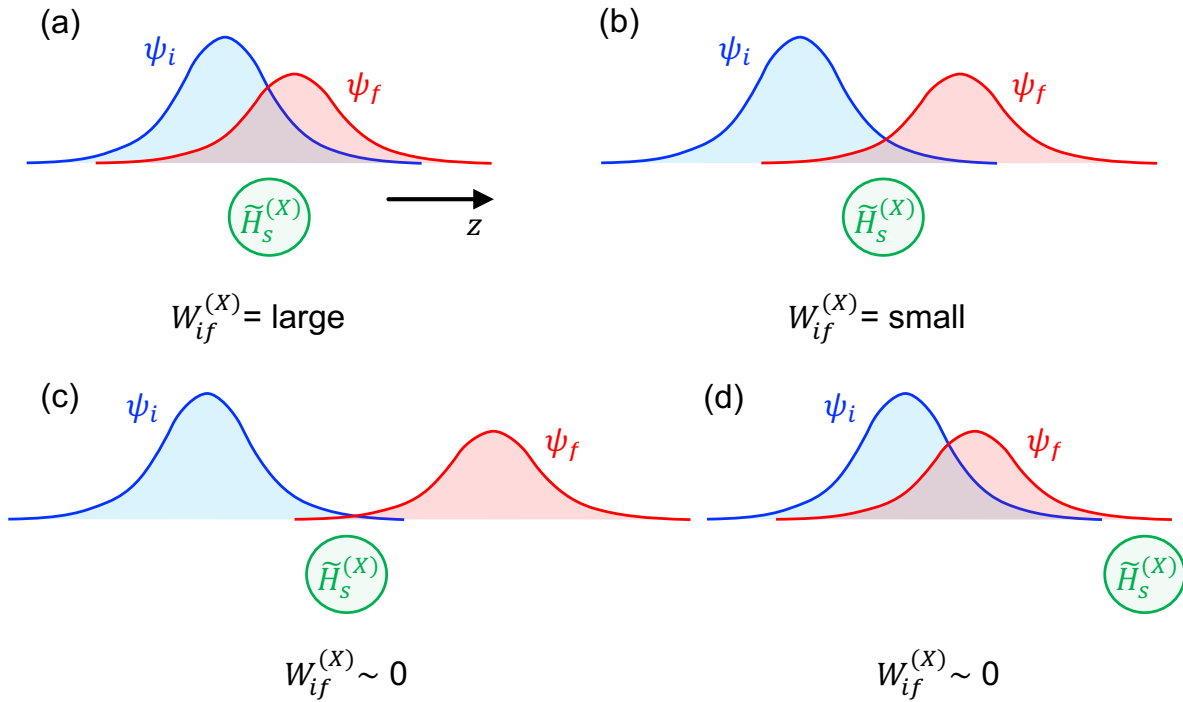 (a)
ψ_i
ψ_f
H̃_s^(X)
z
W_if^(X) = large
(b)
ψ_i
ψ_f
H̃_s^(X)
W_if^(X) = small
(c)
ψ_i
ψ_f
H̃_s^(X)
W_if^(X) ~ 0
(d)
ψ_i
ψ_f
H̃_s^(X)
W_if^(X) ~ 0